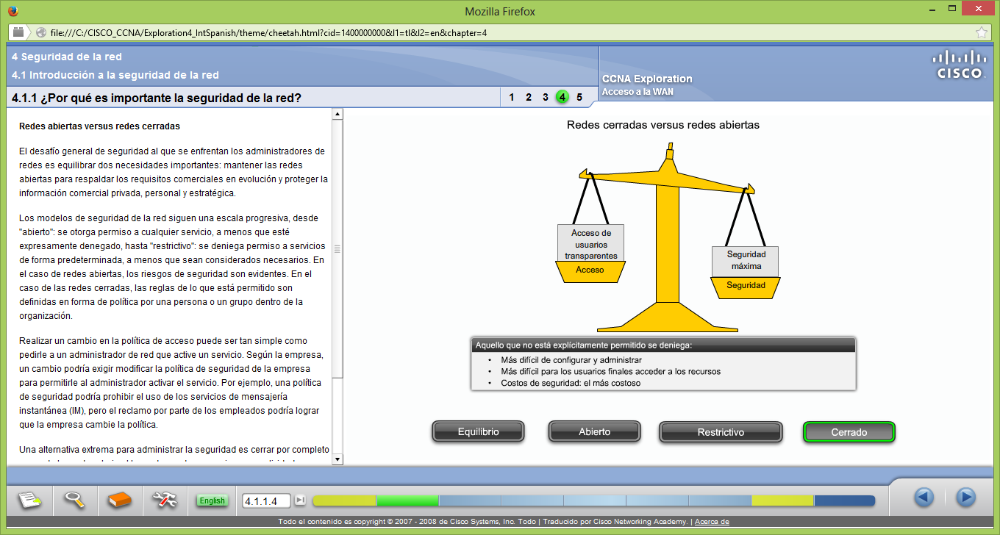 Mozilla Firefox
file:///C:/CISCO_CCNA/Exploration4_IntSpanish/theme/cheetah.html?cid=1400000000&l1=tl&l2=en&chapter=4
4 Seguridad de la red
4.1 Introducción a la seguridad de la red
CCNA Exploration
Acceso a la WAN
CISCO
4.1.1 ¿Por qué es importante la seguridad de la red?
1 2 3 4 5
Redes abiertas versus redes cerradas
El desafío general de seguridad al que se enfrentan los administradores de
redes es equilibrar dos necesidades importantes: mantener las redes
abiertas para respaldar los requisitos comerciales en evolución y proteger la
información comercial privada, personal y estratégica.
Los modelos de seguridad de la red siguen una escala progresiva, desde
"abierto": se otorga permiso a cualquier servicio, a menos que esté
expresamente denegado, hasta "restrictivo": se deniega permiso a servicios
de forma predeterminada, a menos que sean considerados necesarios. En
el caso de redes abiertas, los riesgos de seguridad son evidentes. En el
caso de las redes cerradas, las reglas de lo que está permitido son
definidas en forma de política por una persona o un grupo dentro de la
organización.
Realizar un cambio en la política de acceso puede ser tan simple como
pedirle a un administrador de red que active un servicio. Según la empresa,
un cambio podría exigir modificar la política de seguridad de la empresa
para permitirle al administrador activar el servicio. Por ejemplo, una política
de seguridad podría prohibir el uso de los servicios de mensajería
instantánea (IM), pero el reclamo por parte de los empleados podría lograr
que la empresa cambie la política.
Una alternativa extrema para administrar la seguridad es cerrar por completo
Redes cerradas versus redes abiertas
Acceso de
usuarios
transparentes
Acceso
Seguridad
máxima
Seguridad
Aquello que no está explícitamente permitido se deniega:
• Más difícil de configurar y administrar
• Más difícil para los usuarios finales acceder a los recursos
• Costos de seguridad: el más costoso
Equilibrio
Abierto
Restrictivo
Cerrado
English
4.1.1.4
Todo el contenido es copyright © 2007 - 2008 de Cisco Systems, Inc. Todo | Traducido por Cisco Networking Academy. | Acerca de